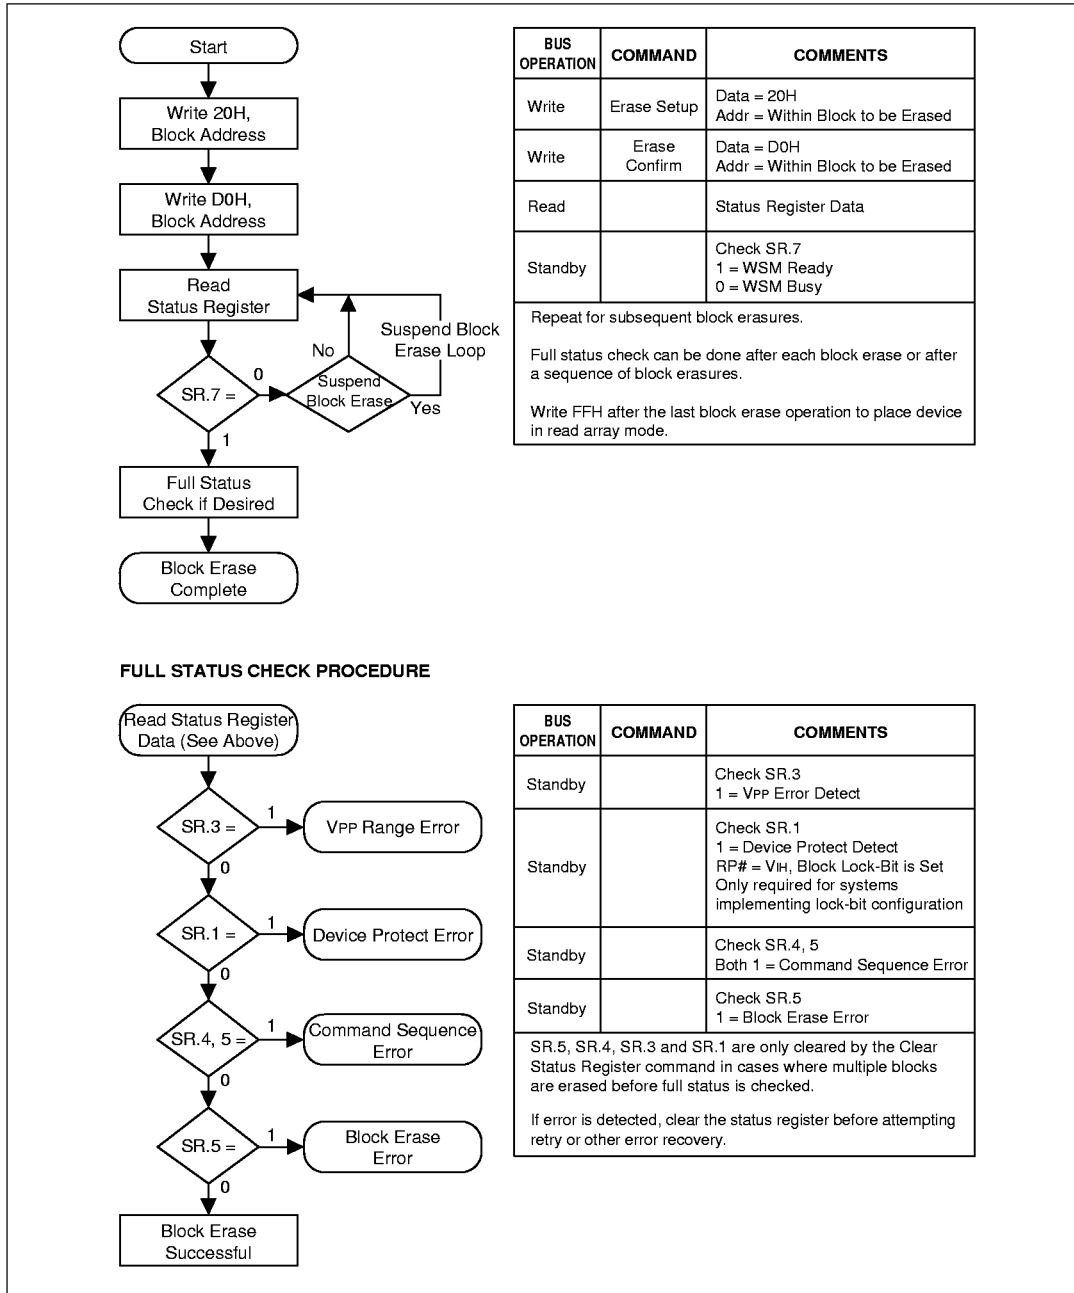 Start
Write 20H,
Block Address
Write D0H,
Block Address
Read
Status Register
Suspend Block
Erase Loop
No
0
SR.7 =
Suspend
Block Erase
Yes
1
Full Status
Check if Desired
Block Erase
Complete
BUS OPERATION COMMAND COMMENTS
Write Erase Setup Data = 20H
Addr = Within Block to be Erased
Write Erase Confirm Data = D0H
Addr = Within Block to be Erased
Read Status Register Data
Standby Check SR.7
1 = WSM Ready
0 = WSM Busy
Repeat for subsequent block erasures.
Full status check can be done after each block erase or after
a sequence of block erasures.
Write FFH after the last block erase operation to place device
in read array mode.
FULL STATUS CHECK PROCEDURE
Read Status Register
Data (See Above)
SR.3 =
1
VPP Range Error
0
SR.1 =
1
Device Protect Error
0
SR.4, 5 =
1
Command Sequence
Error
0
SR.5 =
1
Block Erase
Error
0
Block Erase
Successful
BUS OPERATION COMMAND COMMENTS
Standby Check SR.3
1 = VPP Error Detect
Standby Check SR.1
1 = Device Protect Detect
RP# = VIH, Block Lock-Bit is Set
Only required for systems
implementing lock-bit configuration
Standby Check SR.4, 5
Both 1 = Command Sequence Error
Standby Check SR.5
1 = Block Erase Error
SR.5, SR.4, SR.3 and SR.1 are only cleared by the Clear
Status Register command in cases where multiple blocks
are erased before full status is checked.
If error is detected, clear the status register before attempting
retry or other error recovery.